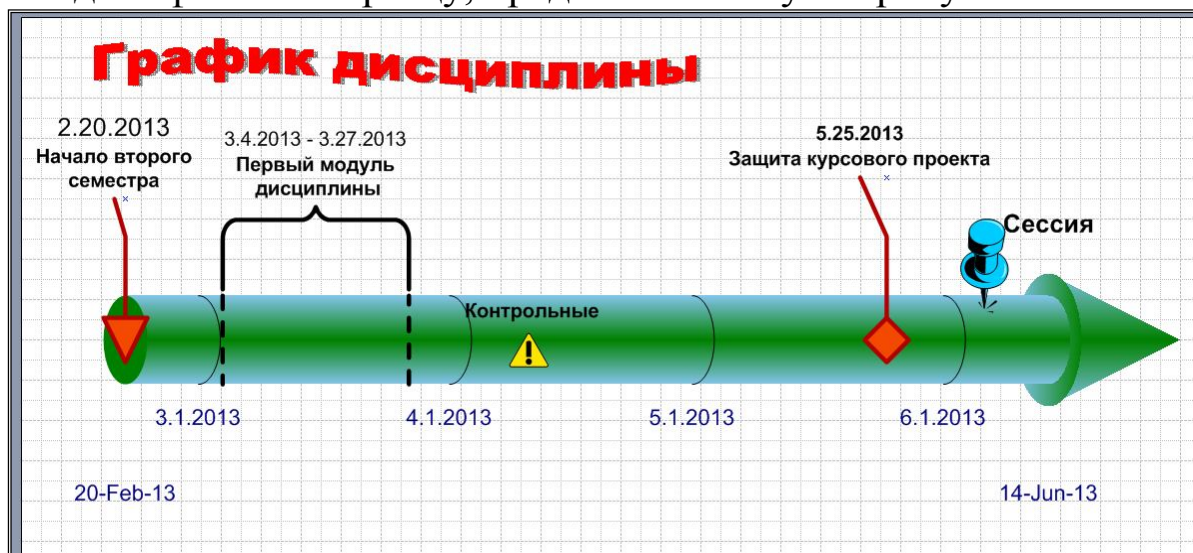 График дисциплины
2.20.2013
Начало второго
семестра
3.4.2013 - 3.27.2013
Первый модуль
дисциплины
5.25.2013
Защита курсового проекта
Сессия
Контрольные
3.1.2013
4.1.2013
5.1.2013
6.1.2013
20-Feb-13
14-Jun-13